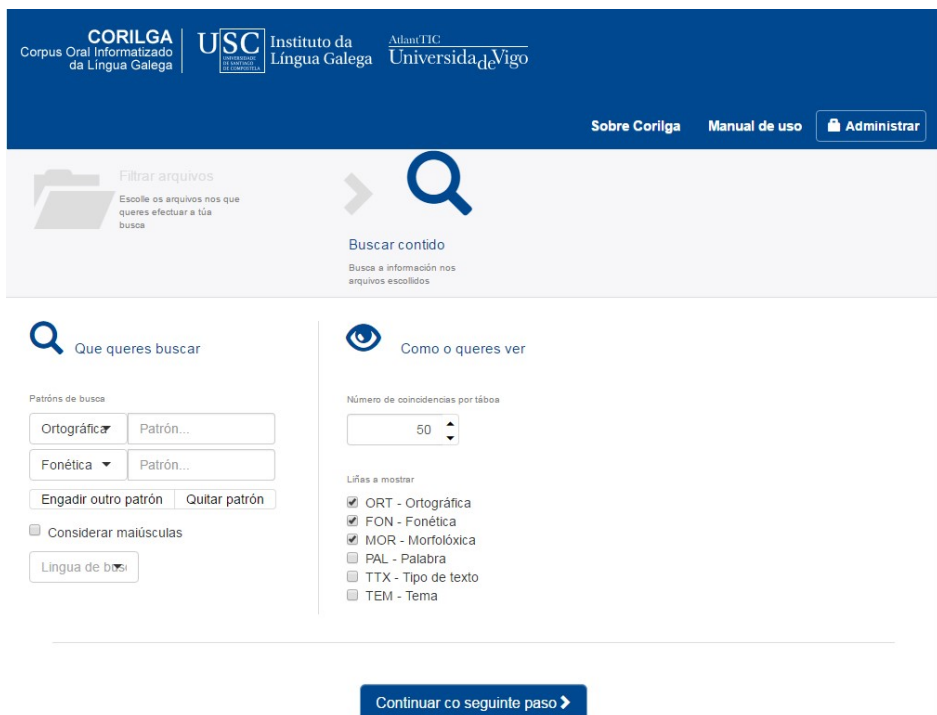 CORILGA
Corpus Oral Informatizado
da Lingua Galega
USC
UNIVERSIDADE
DE SANTIAGO
DE COMPOSTELA
Instituto da
Lingua Galega
AtlantTIC
Universidade de Vigo
Sobre Corilga
Manual de uso
Administrar
Filtrar arquivos
Escolle os arquivos nos que
queres efectuar a túa
busca
Buscar contido
Busca a información nos
arquivos escollidos
Que queres buscar
Patróns de busca
Ortográfica
Patrón...
Fonética
Patrón...
Engadir outro patrón
Quitar patrón
Considerar maiúsculas
Lingua de bus
Como o queres ver
Número de coincidencias por táboa
50
Liñas a mostrar
ORT - Ortográfica
FON - Fonética
MOR - Morfolóxica
PAL - Palabra
TTX - Tipo de texto
TEM - Tema
Continuar co seguinte paso